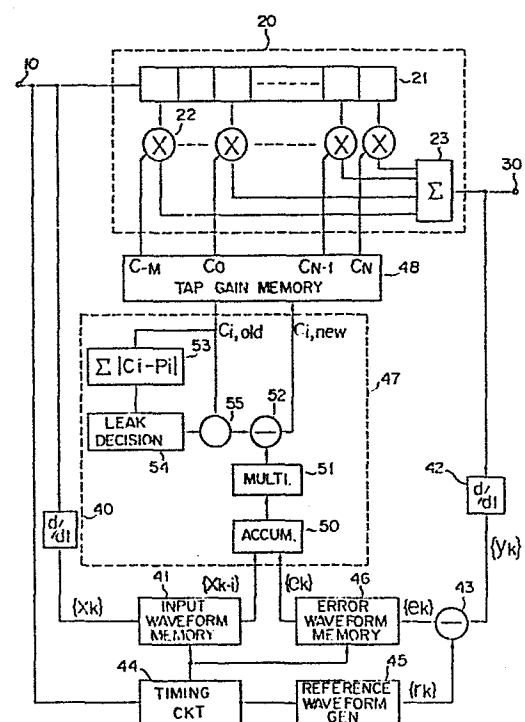 20
10
21
22
X
X
X
X
23
Σ
30
C-M
C0
CN-1
CN
48
TAP GAIN MEMORY
Ci,old
Ci,new
53
Σ |Ci-Pi|
47
52
55
LEAK DECISION
54
51
MULTI.
42
d/dt
40
d/dt
50
ACCUM.
{yk}
41
{Xk-i}
{ek}
46
43
{xk}
INPUT WAVEFORM MEMORY
ERROR WAVEFORM MEMORY
{ek}
44
45
TIMING CKT
REFERENCE WAVEFORM GEN
{rk}